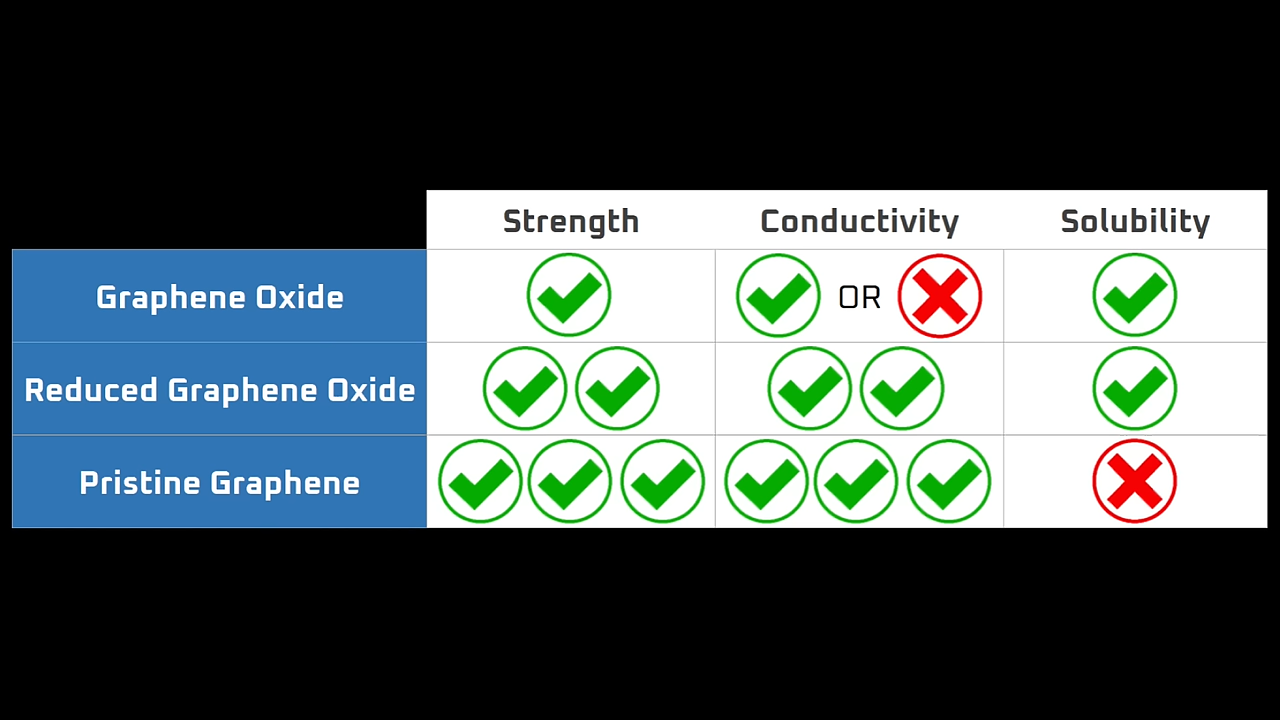 Strength Conductivity Solubility
Graphene Oxide OR
Reduced Graphene Oxide
Pristine Graphene